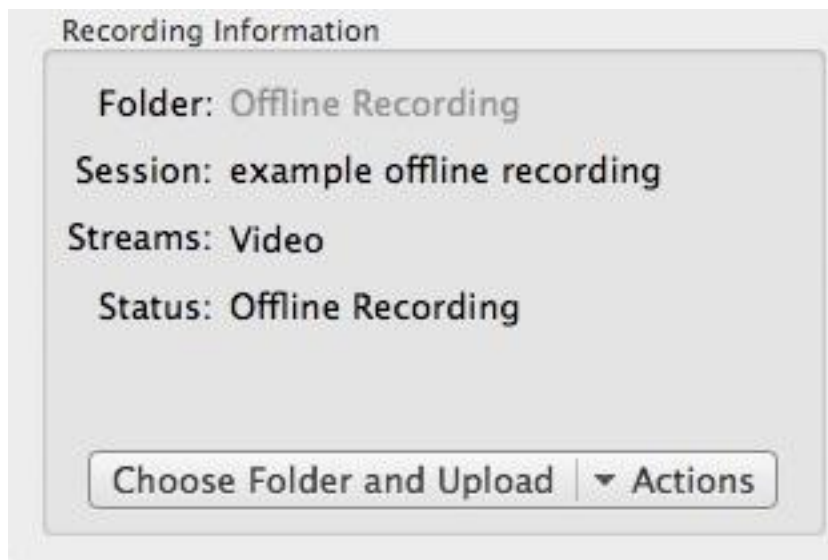 Recording Information
Folder: Offline Recording
Session: example offline recording
Streams: Video
Status: Offline Recording
Choose Folder and Upload Actions